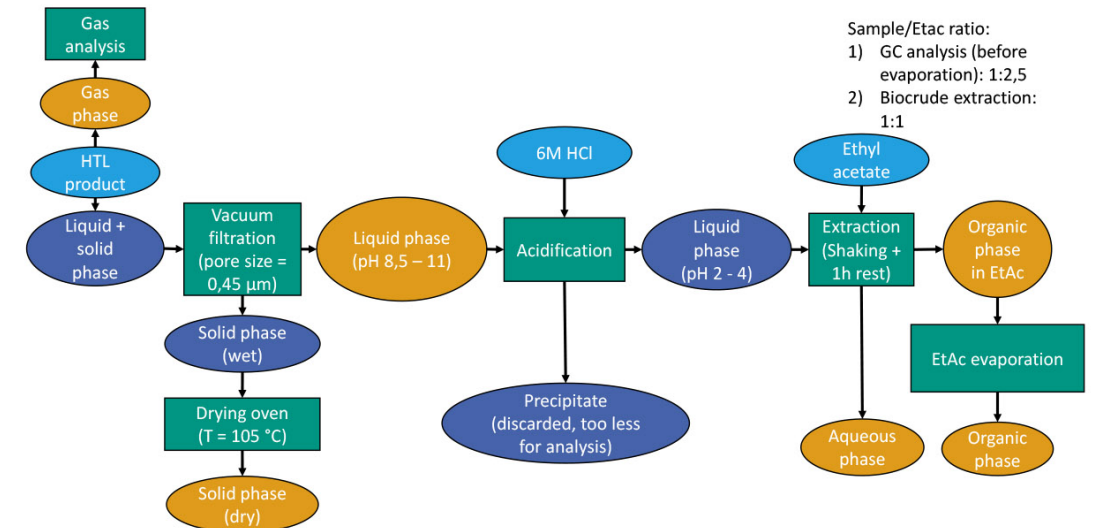 Gas
analysis
Gas
phase
HTL
product
Liquid +
solid
phase
Vacuum
filtration
(pore size =
0,45 µm)
Solid phase
(wet)
Drying oven
(T = 105 °C)
Solid phase
(dry)
Liquid phase
(pH 8,5 – 11)
6M HCl
Acidification
Precipitate
(discarded, too less
for analysis)
Liquid
phase
(pH 2 - 4)
Sample/Etac ratio:
1) GC analysis (before
evaporation): 1:2,5
2) Biocrude extraction:
1:1
Ethyl
acetate
Extraction
(Shaking +
1h rest)
Aqueous
phase
Organic
phase
in EtAc
EtAc evaporation
Organic
phase